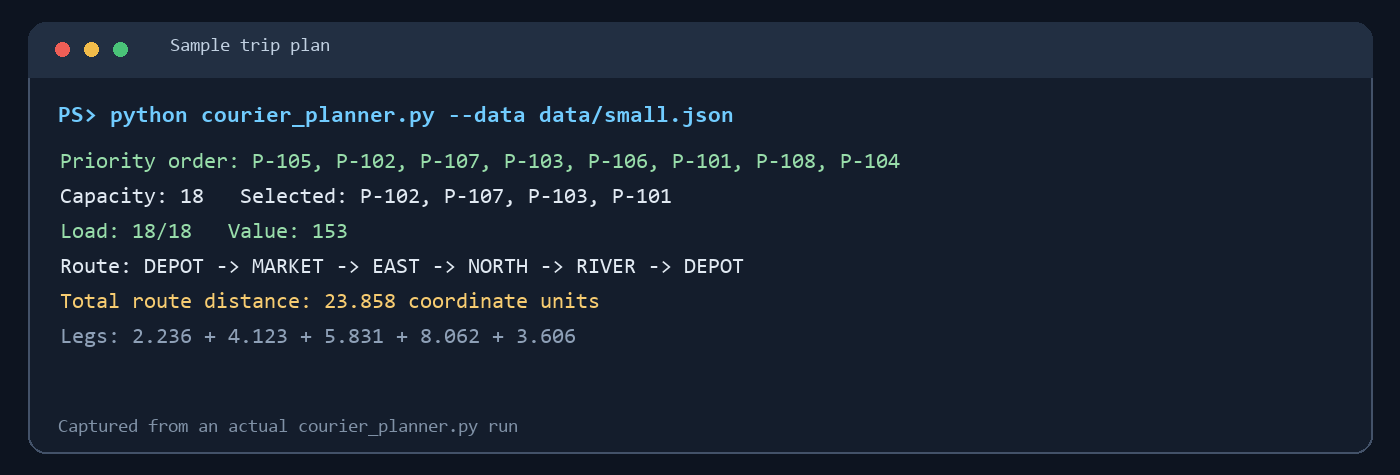 Sample trip plan
PS> python courier_planner.py --data data/small.json
Priority order: P-105, P-102, P-107, P-103, P-106, P-101, P-108, P-104
Capacity: 18   Selected: P-102, P-107, P-103, P-101
Load: 18/18   Value: 153
Route: DEPOT -> MARKET -> EAST -> NORTH -> RIVER -> DEPOT
Total route distance: 23.858 coordinate units
Legs: 2.236 + 4.123 + 5.831 + 8.062 + 3.606
Captured from an actual courier_planner.py run